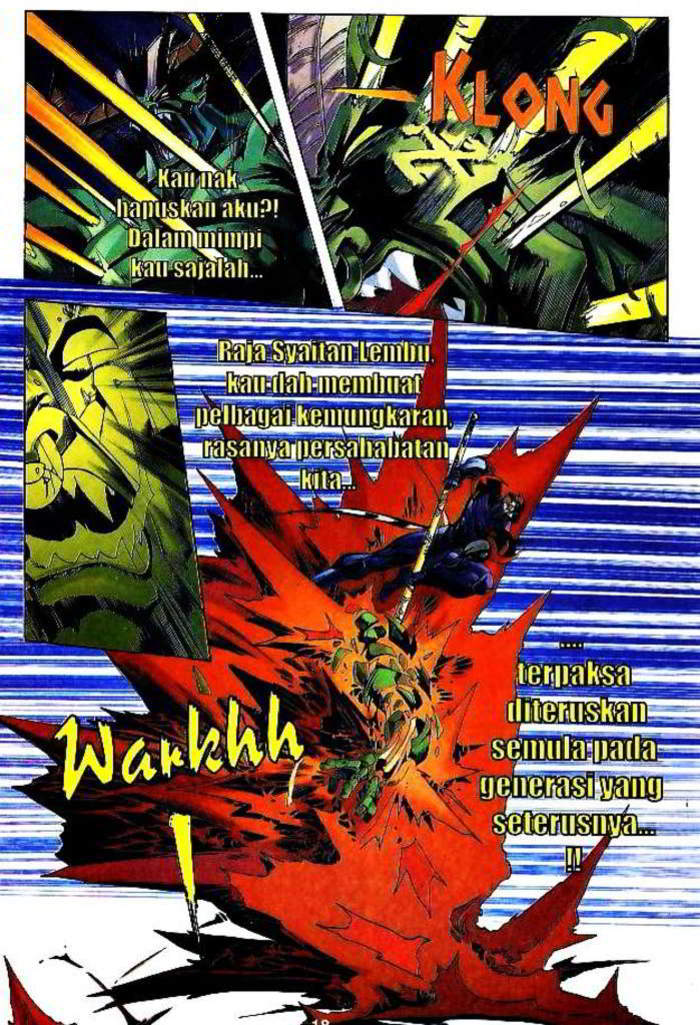 Kau nak
hapuskan aku?!
Dalam mimpi
kau sajalah...
KLONG
Raja Syaitan Lembu,
kau dah membuat
pelbagai kemungkaran,
rasanya persahabatan
kita...
....
terpaksa
diteruskan
semula pada
generasi yang
seterusnya...
!!
Warkhh
18